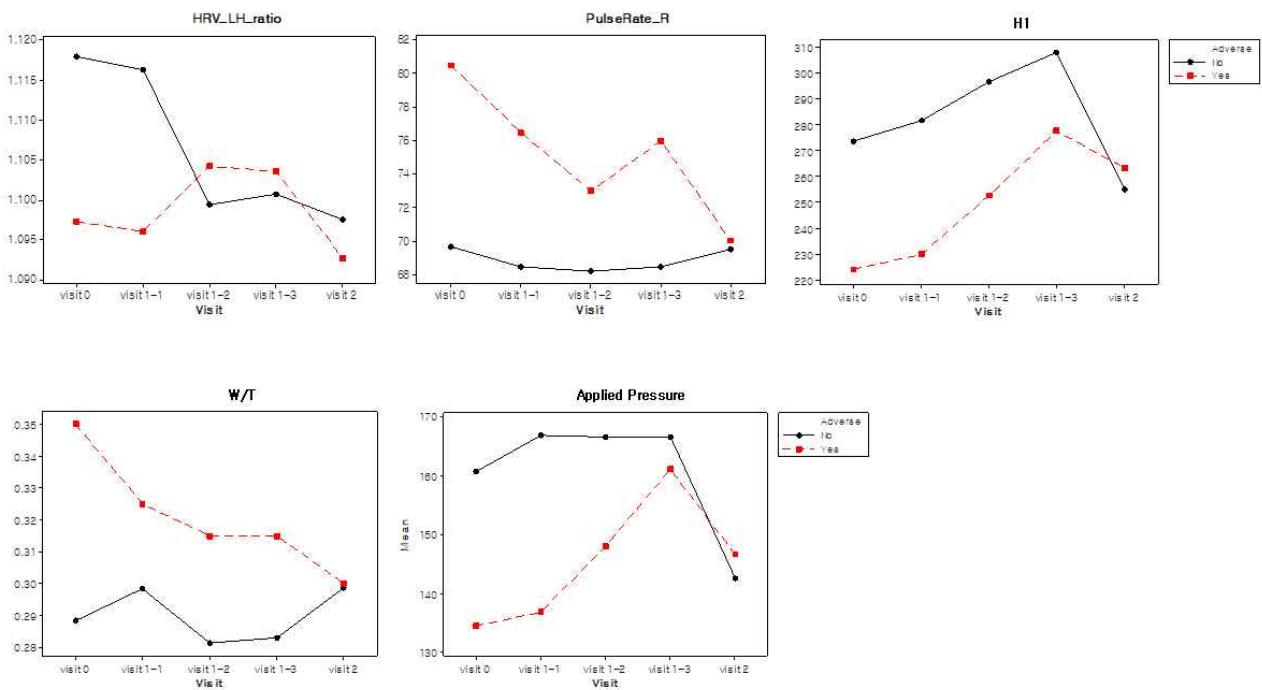 HRV_LH_ratio
1.120
1.115
1.110
1.105
1.100
1.095
1.090
visit 0 visit 1-1 visit 1-2 visit 1-3 visit 2
Visit
PulseRate_R
82
80
78
76
74
72
70
68
visit 0 visit 1-1 visit 1-2 visit 1-3 visit 2
Visit
H1
310
300
290
280
270
260
250
240
230
220
visit 0 visit 1-1 visit 1-2 visit 1-3 visit 2
Visit
Adverse
No
Yes
W/T
0.35
0.34
0.33
0.32
0.31
0.30
0.29
0.28
visit 0 visit 1-1 visit 1-2 visit 1-3 visit 2
Visit
Applied Pressure
Mean
170
160
150
140
130
visit 0 visit 1-1 visit 1-2 visit 1-3 visit 2
Visit
Adverse
No
Yes